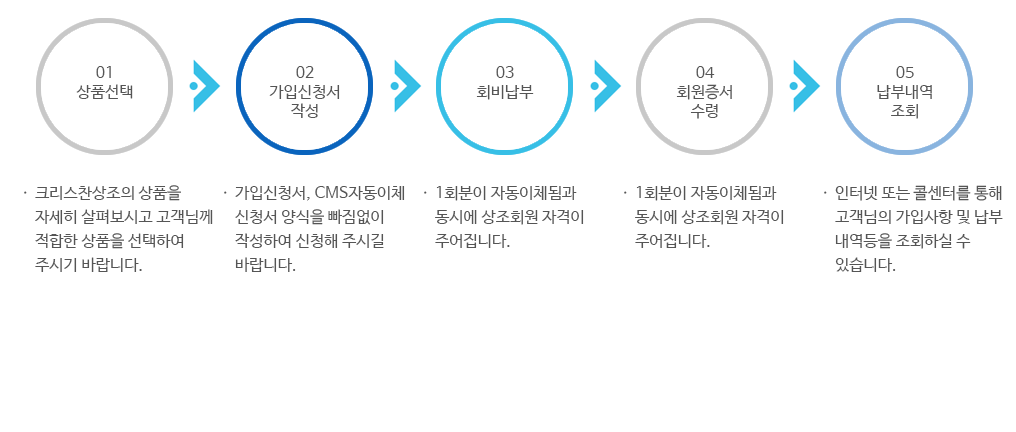 01
상품선택
02
가입신청서
작성
03
회비납부
04
회원증서
수령
05
납부내역
조회
· 크리스찬상조의 상품을
자세히 살펴보시고 고객님께
적합한 상품을 선택하여
주시기 바랍니다.
· 가입신청서, CMS자동이체
신청서 양식을 빠짐없이
작성하여 신청해 주시길
바랍니다.
· 1회분이 자동이체됨과
동시에 상조회원 자격이
주어집니다.
· 1회분이 자동이체됨과
동시에 상조회원 자격이
주어집니다.
· 인터넷 또는 콜센터를 통해
고객님의 가입사항 및 납부
내역등을 조회하실 수
있습니다.